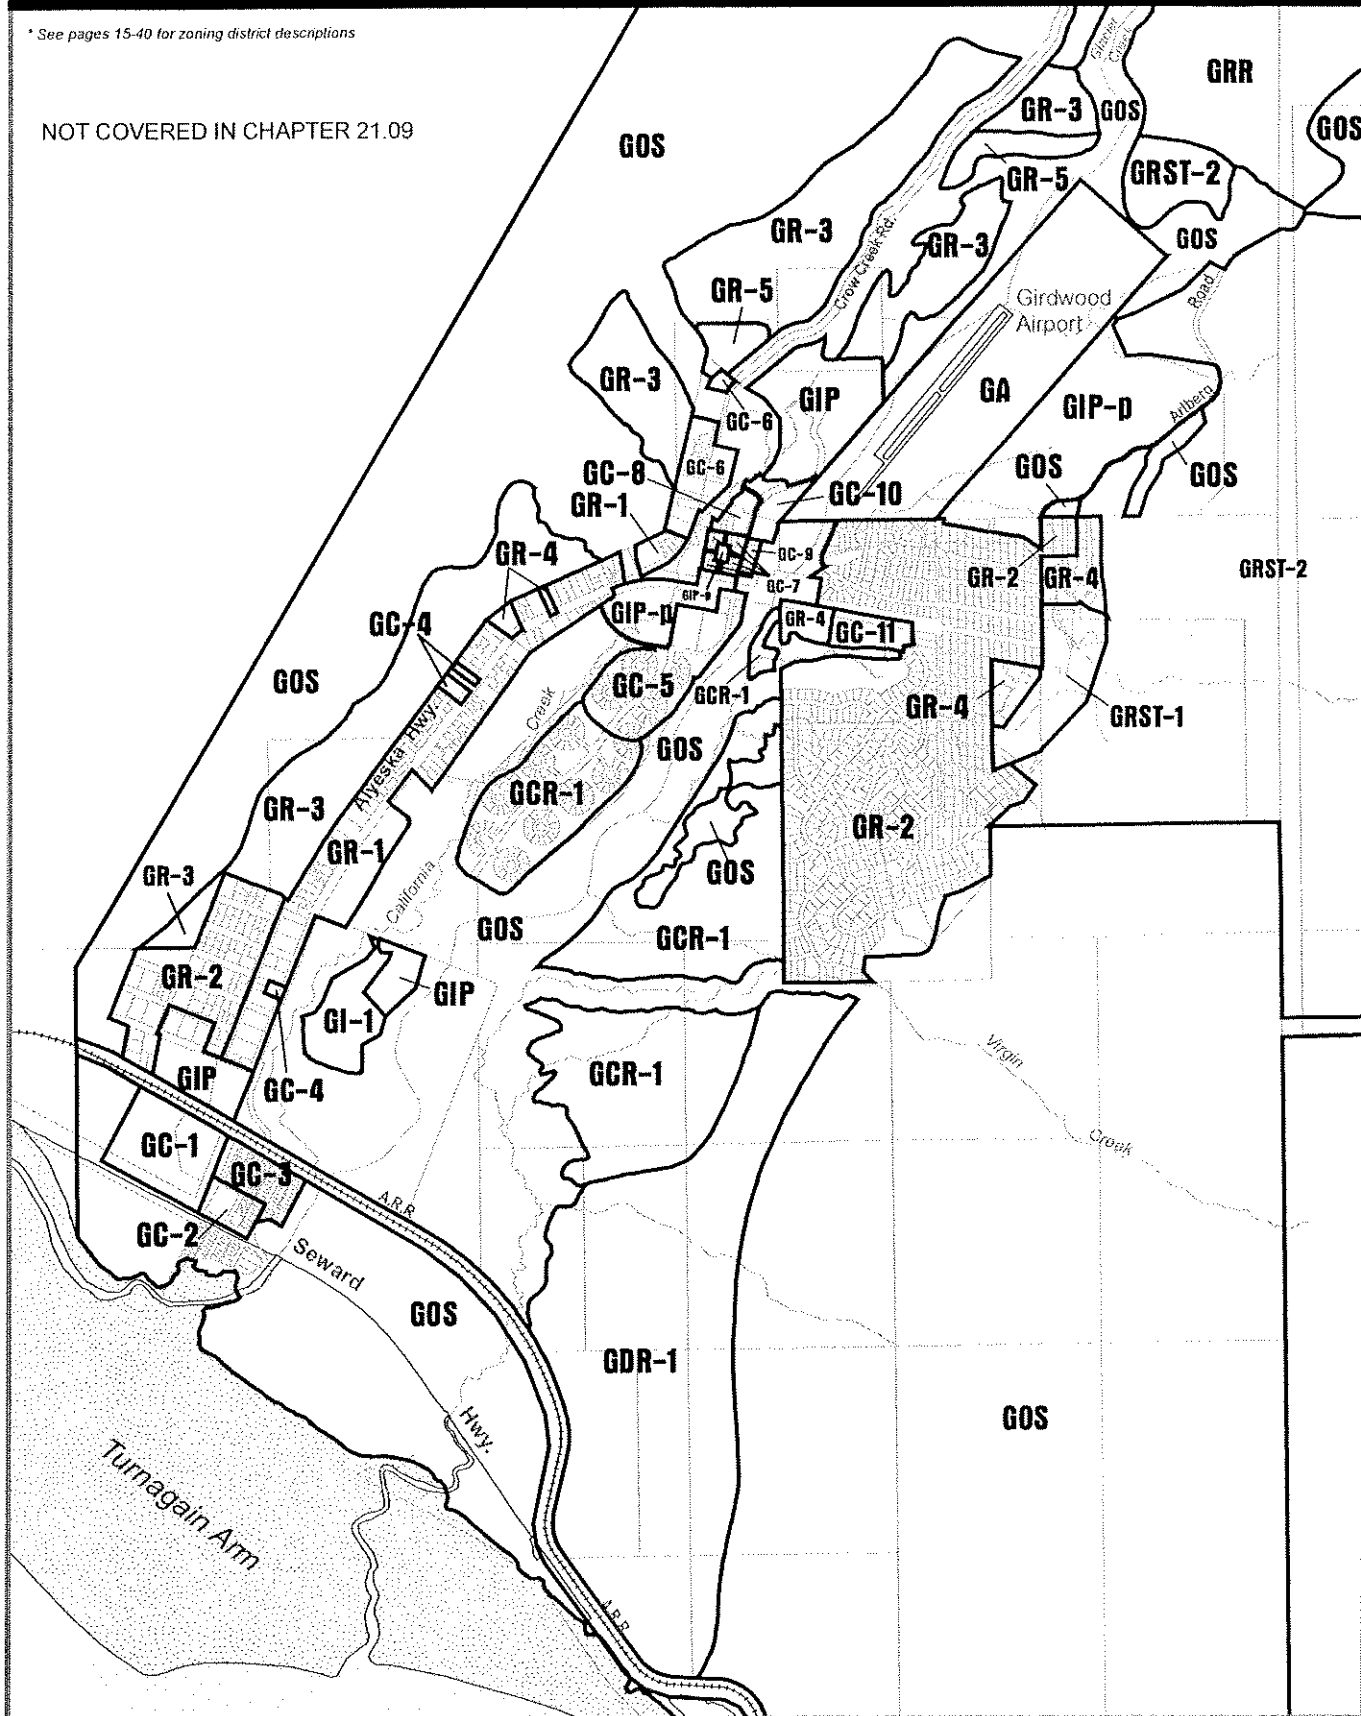 * See pages 15-40 for zoning district descriptions
NOT COVERED IN CHAPTER 21.09
Glacier
Creek
GRR
GOS
GR-3
GOS
GOS
GR-5
GRST-2
GR-3
GR-3
GOS
Crow Creek Rd.
GR-5
Girdwood
Airport
Road
GR-3
GIP
GA
GIP-p
Arlberg
GC-6
GC-6
GC-8
GC-10
GOS
GOS
GR-1
GR-4
GC-9
GC-7
GIP-p
GR-2
GR-4
GRST-2
GIP-p
GC-4
GR-4
GC-11
GOS
GC-5
GCR-1
GR-4
GRST-1
Alyeska Hwy.
Creek
GOS
GCR-1
GR-3
GR-2
GR-1
GOS
GR-3
California
GOS
GCR-1
GR-2
GIP
GI-1
GIP
GC-4
GCR-1
Virgin
Creek
GC-1
GC-3
A.R.R.
GC-2
Seward
GOS
GDR-1
GOS
Hwy.
Turnagain Arm
A.R.R.